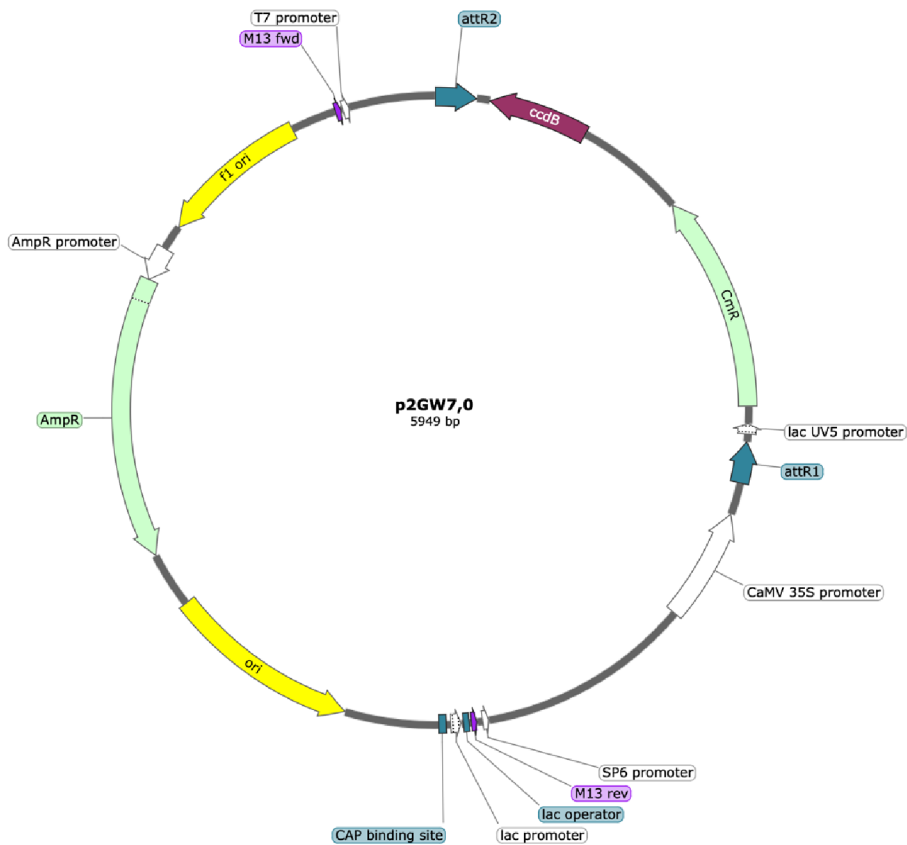 T7 promoter
M13 fwd
attR2
ccdB
f1 ori
AmpR promoter
CmR
p2GW7,0
5949 bp
AmpR
lac UV5 promoter
attR1
CaMV 35S promoter
ori
SP6 promoter
M13 rev
lac operator
CAP binding site
lac promoter